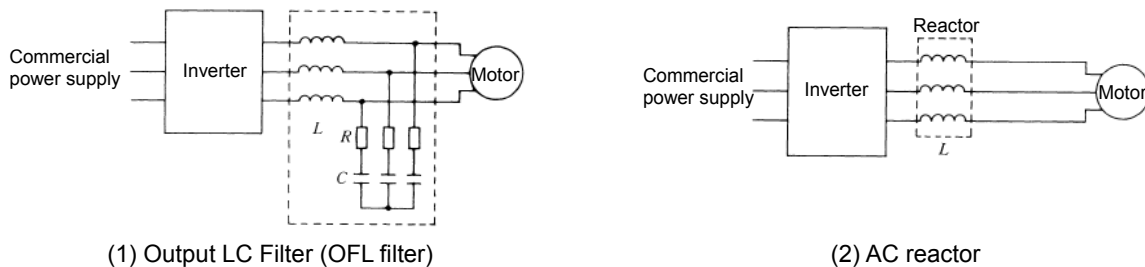 Commercial
power supply
Inverter
L
R
C
Motor
(1) Output LC Filter (OFL filter)
Commercial
power supply
Inverter
Reactor
L
Motor
(2) AC reactor